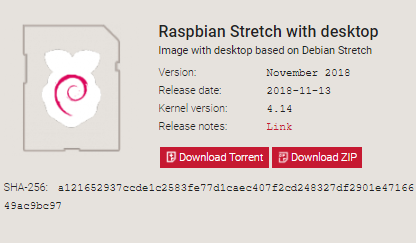 Raspbian Stretch with desktop
Image with desktop based on Debian Stretch
Version: November 2018
Release date: 2018-11-13
Kernel version: 4.14
Release notes: Link
Download Torrent Download ZIP
SHA-256: a121652937ccde1c2583fe77d1caec407f2cd248327df2901e47166
49ac9bc97